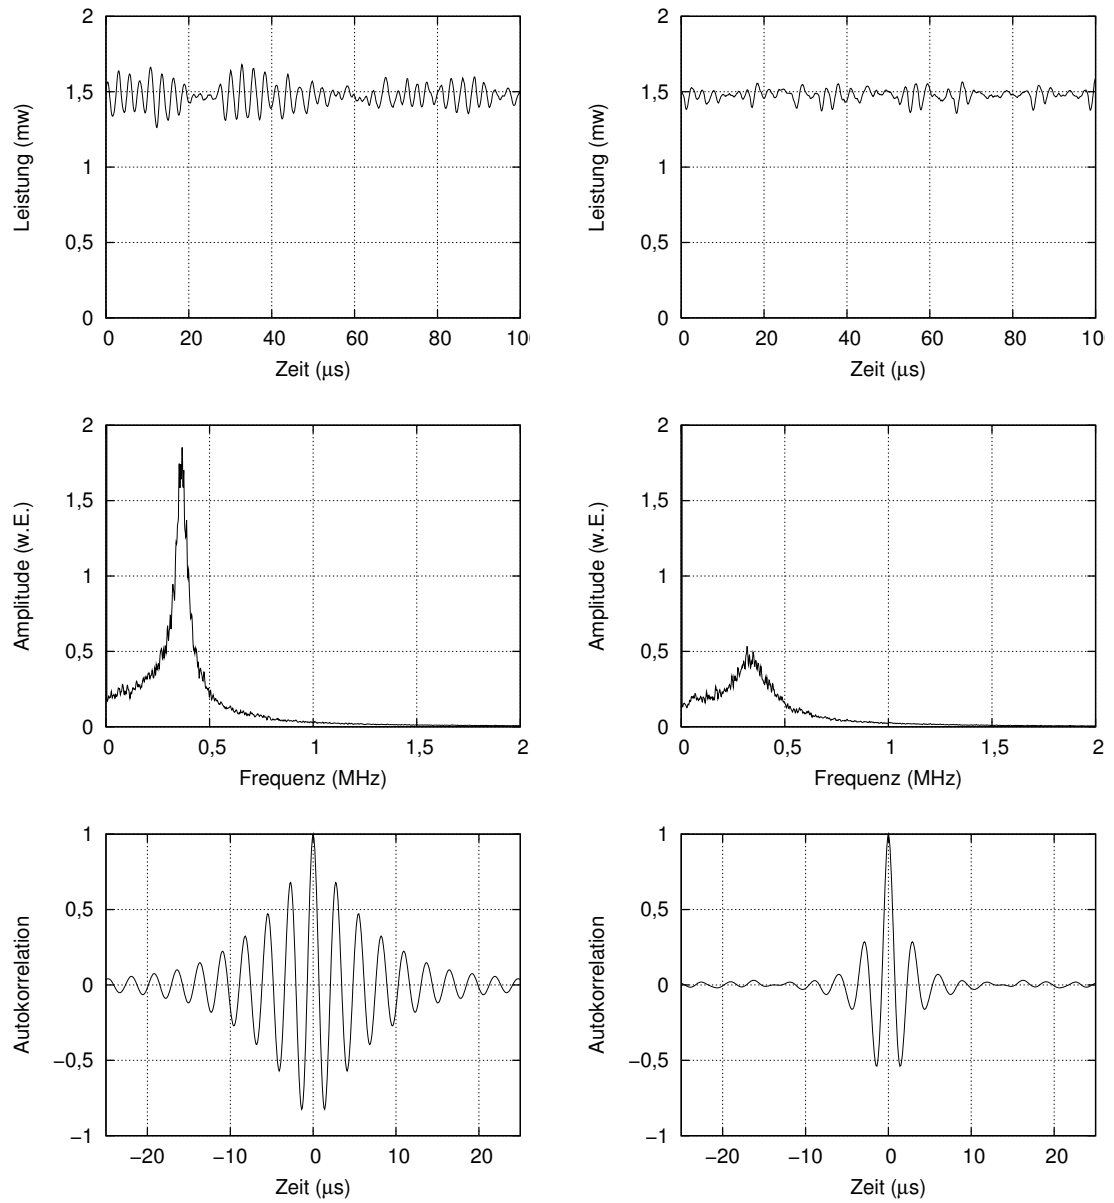 2
1,5
1
0,5
0
0 20 40 60 80 10
Leistung (mw)
Zeit (µs)
2
1,5
1
0,5
0
0 20 40 60 80 100
Leistung (mw)
Zeit (µs)
2
1,5
1
0,5
0
0 0,5 1 1,5 2
Amplitude (w.E.)
Frequenz (MHz)
2
1,5
1
0,5
0
0 0,5 1 1,5 2
Amplitude (w.E.)
Frequenz (MHz)
1
0,5
0
−0,5
−1
−20 −10 0 10 20
Autokorrelation
Zeit (µs)
1
0,5
0
−0,5
−1
−20 −10 0 10 20
Autokorrelation
Zeit (µs)